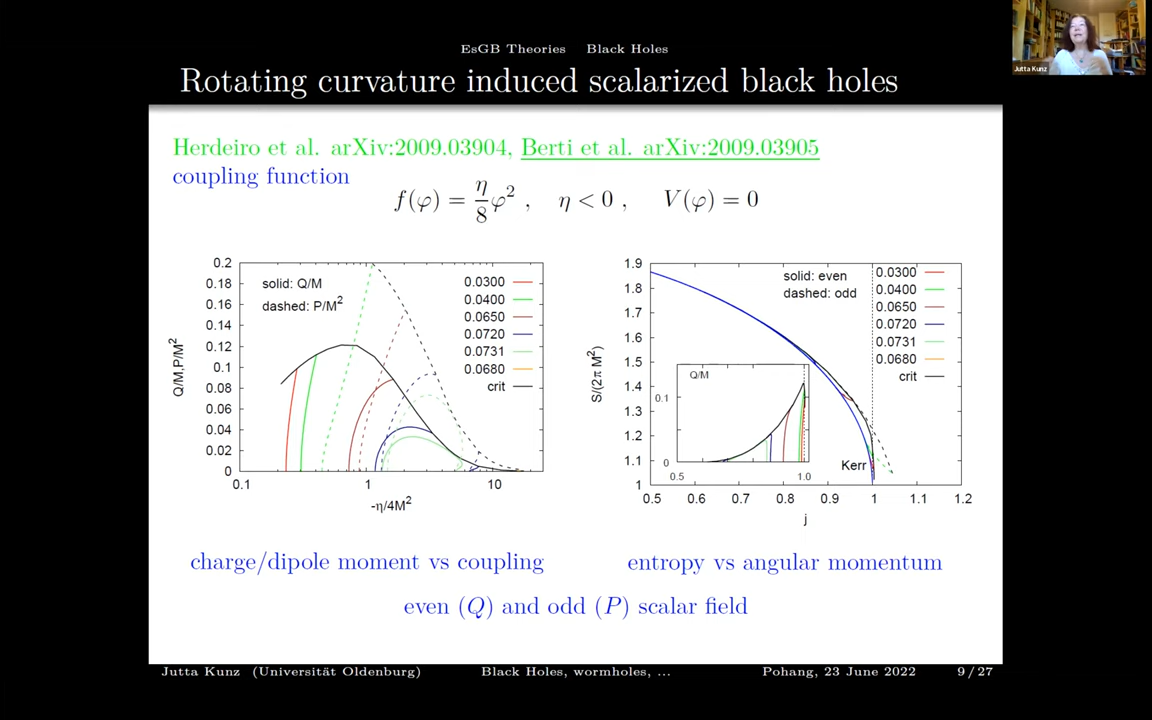 EsGB Theories Black Holes
Rotating curvature induced scalarized black holes
Jutta Kunz
Herdeiro et al. arXiv:2009.03904, Berti et al. arXiv:2009.03905
coupling function
f(φ) = η/8 φ² , η < 0 , V(φ) = 0
0.2
0.18
0.16
0.14
0.12
0.1
0.08
0.06
0.04
0.02
0
Q/M,P/M²
solid: Q/M
dashed: P/M²
0.0300
0.0400
0.0650
0.0720
0.0731
0.0680
crit
0.1 1 10
-η/4M²
1.9
1.8
1.7
1.6
1.5
1.4
1.3
1.2
1.1
1
S/(2π M²)
solid: even
dashed: odd
0.0300
0.0400
0.0650
0.0720
0.0731
0.0680
crit
Q/M
0.1
0
0.5 1.0
Kerr
0.5 0.6 0.7 0.8 0.9 1 1.1 1.2
j
charge/dipole moment vs coupling
entropy vs angular momentum
even (Q) and odd (P) scalar field
Jutta Kunz (Universität Oldenburg) Black Holes, wormholes, ... Pohang, 23 June 2022 9 / 27